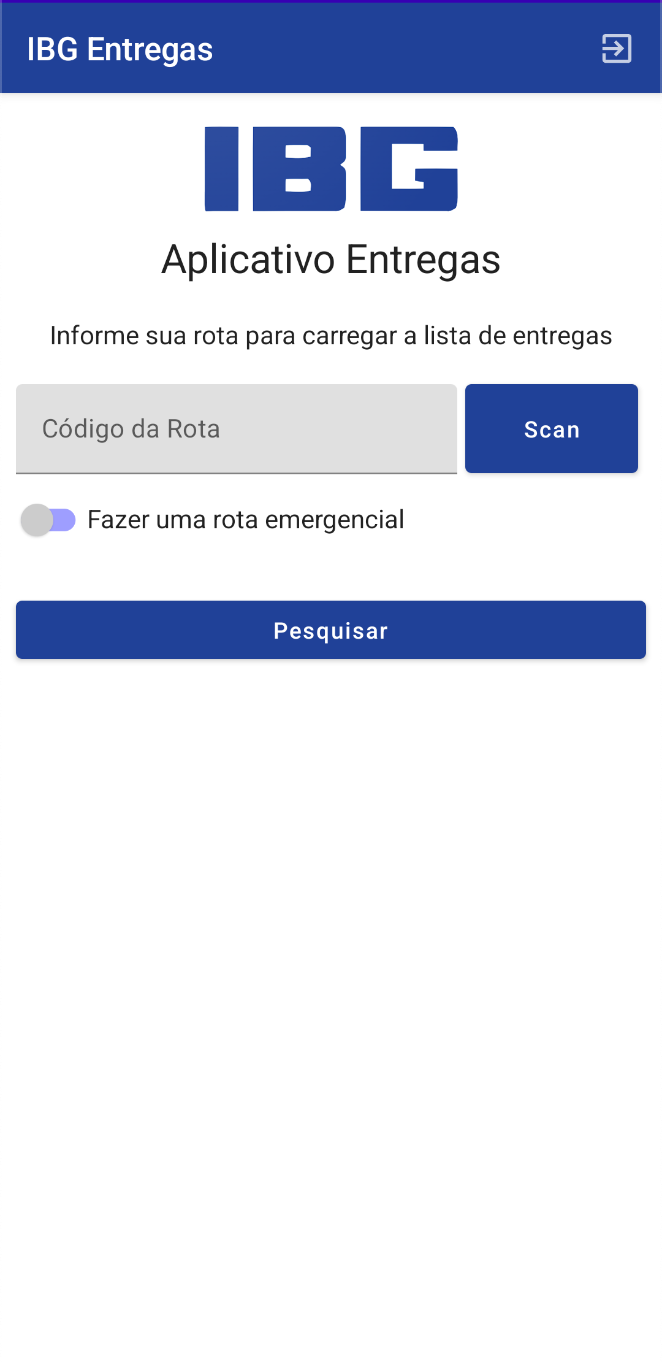 IBG Entregas
IBG
Aplicativo Entregas
Informe sua rota para carregar a lista de entregas
Código da Rota
Scan
Fazer uma rota emergencial
Pesquisar